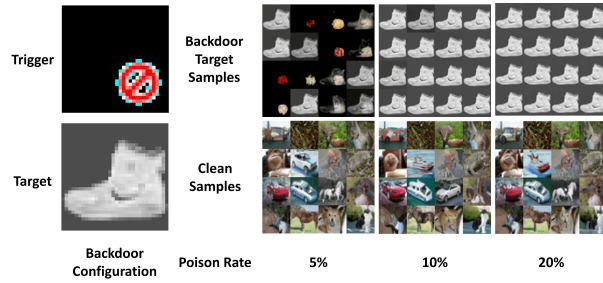 Trigger
Backdoor
Target
Samples
Target
Clean
Samples
Backdoor
Configuration
Poison Rate
5%
10%
20%